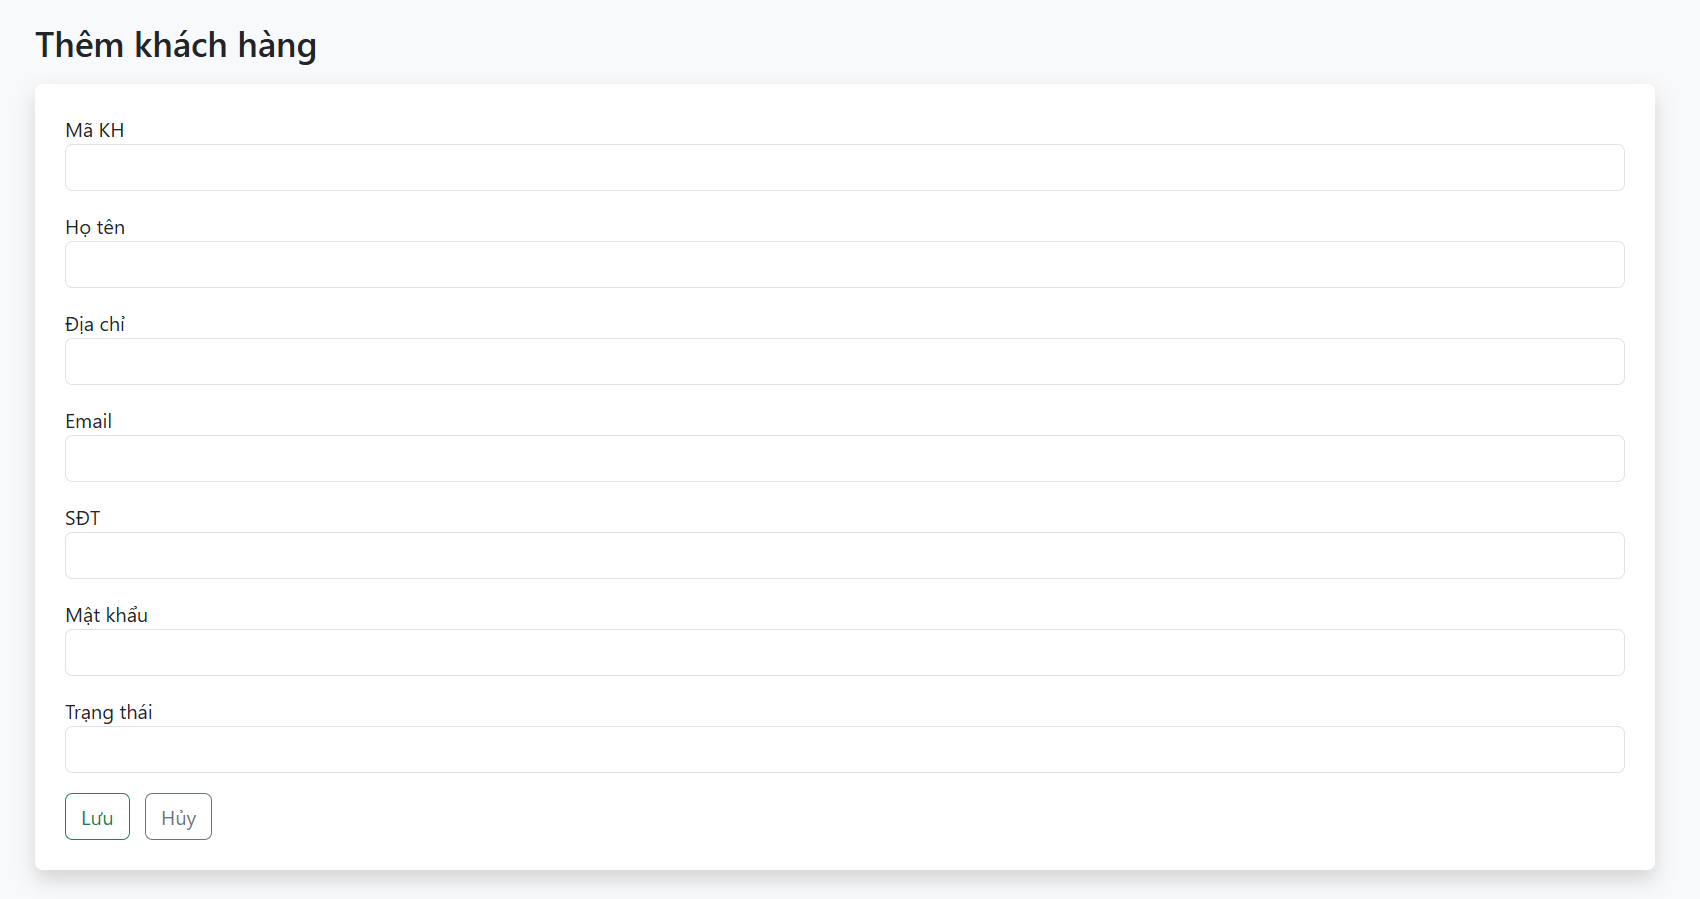 Thêm khách hàng
Mã KH
Họ tên
Địa chỉ
Email
SĐT
Mật khẩu
Trạng thái
Lưu Hủy